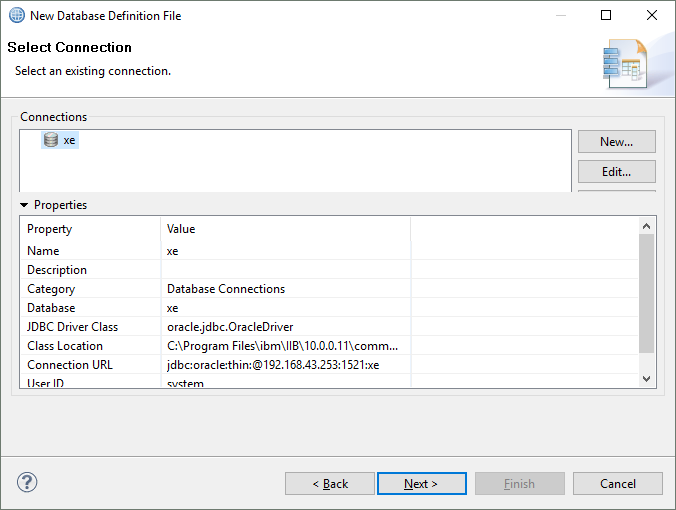 New Database Definition File
Select Connection
Select an existing connection.
Connections
xe
New...
Edit...
Properties
Property Value
Name xe
Description
Category Database Connections
Database xe
JDBC Driver Class oracle.jdbc.OracleDriver
Class Location C:\Program Files\ibm\IIB\10.0.0.11\comm...
Connection URL jdbc:oracle:thin:@192.168.43.253:1521:xe
User ID system
?
< Back Next > Finish Cancel